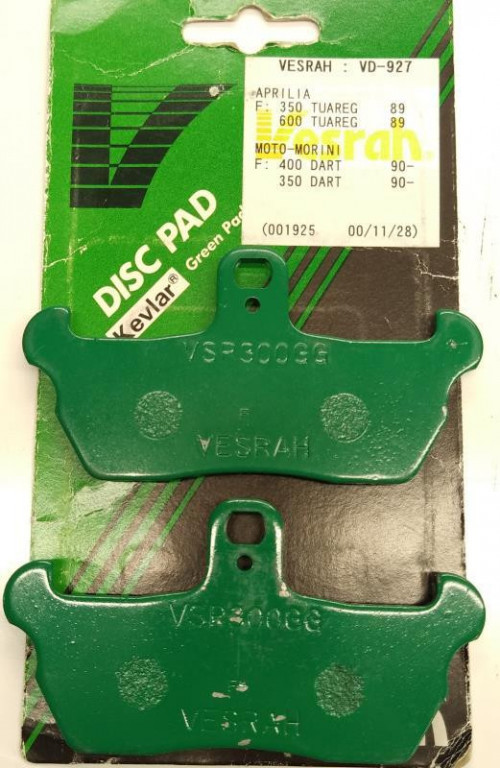 VESRAH : VD-927
APRILIA
F: 350 TUAREG 89
600 TUAREG 89
Vesrah
MOTO-MORINI
F: 400 DART 90-
350 DART 90-
(001925 00/11/28)
DISC PAD
Kevlar®
Green Pad
VSP300GG
F
VESRAH
VSP300GG
F
VESRAH